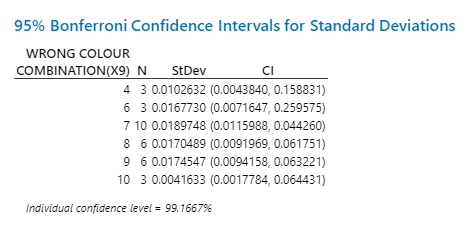 95% Bonferroni Confidence Intervals for Standard Deviations
WRONG COLOUR
COMBINATION(X9) N StDev CI
4 3 0.0102632 (0.0043840, 0.158831)
6 3 0.0167730 (0.0071647, 0.259575)
7 10 0.0189748 (0.0115988, 0.044260)
8 6 0.0170489 (0.0091969, 0.061751)
9 6 0.0174547 (0.0094158, 0.063221)
10 3 0.0041633 (0.0017784, 0.064431)
Individual confidence level = 99.1667%